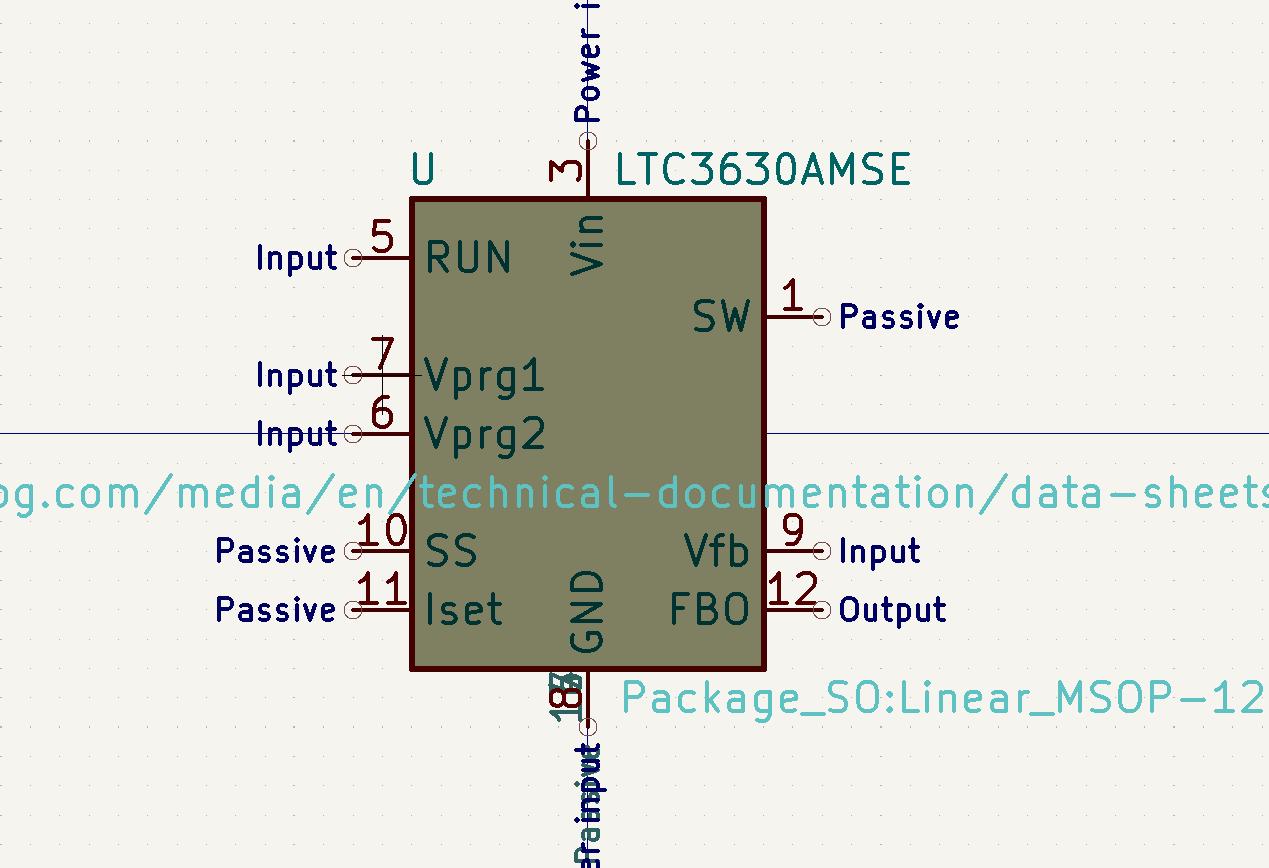 Power i
U
3
LTC3630AMSE
Input
5
RUN
Vin
SW
1
Passive
Input
7
Vprg1
Input
6
Vprg2
og.com/media/en/technical-documentation/data-sheets
Passive
10
SS
Vfb
9
Input
Passive
11
Iset
GND
FBO
12
Output
8
Package_SO:Linear_MSOP-12
er input